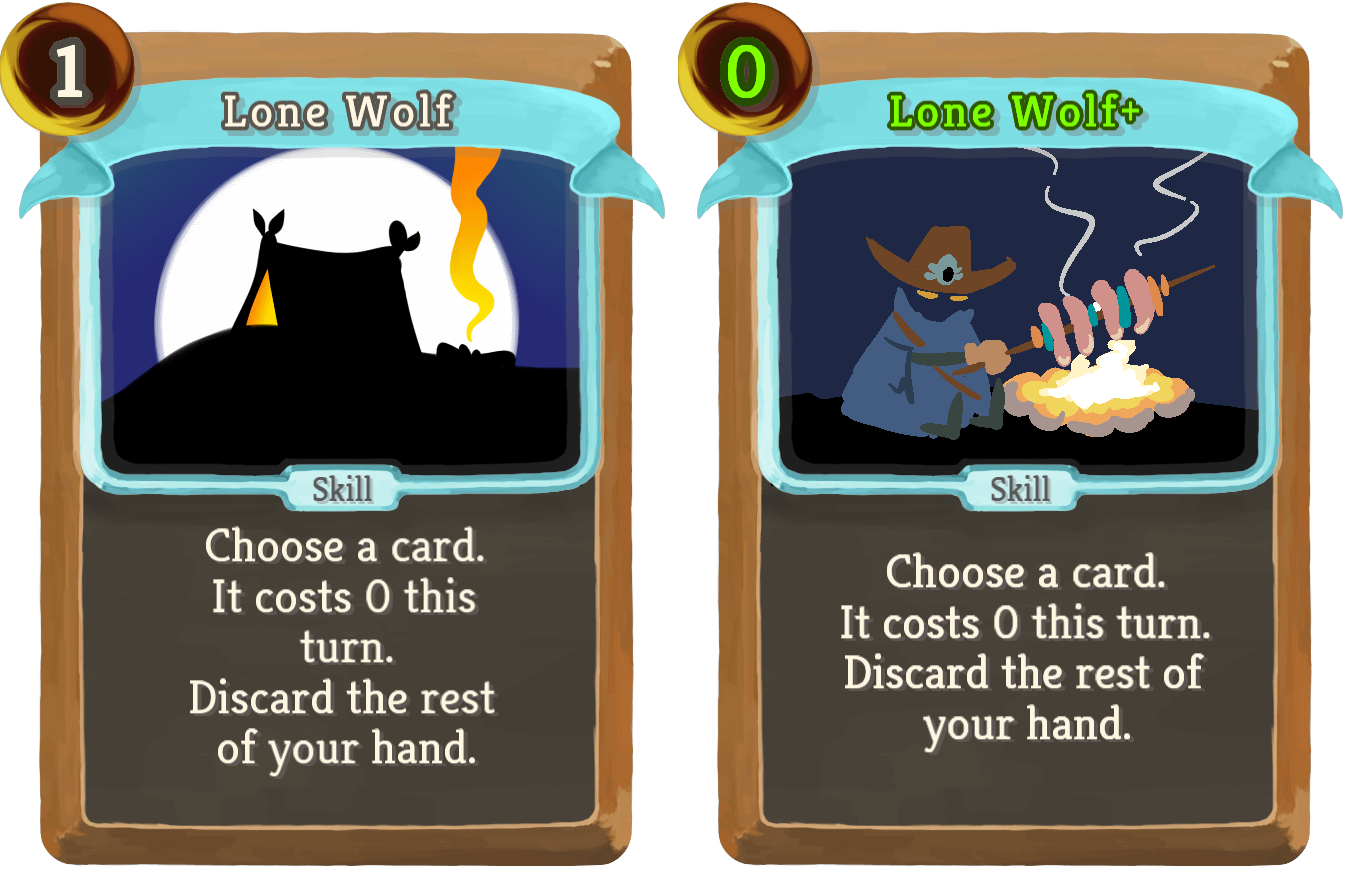 1
Lone Wolf
Skill
Choose a card.
It costs 0 this
turn.
Discard the rest
of your hand.
0
Lone Wolf+
Skill
Choose a card.
It costs 0 this turn.
Discard the rest of
your hand.